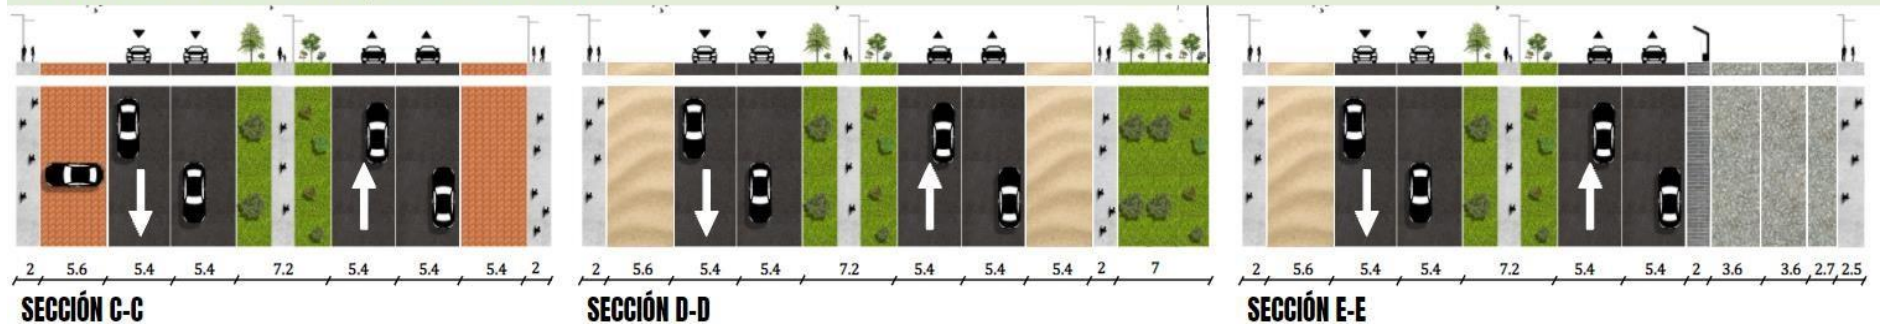 2 5.6 5.4 5.4 7.2 5.4 5.4 5.4 2
SECCIÓN C-C
2 5.6 5.4 5.4 7.2 5.4 5.4 5.4 2 7
SECCIÓN D-D
2 5.6 5.4 5.4 7.2 5.4 5.4 2 3.6 3.6 2.7 2.5
SECCIÓN E-E